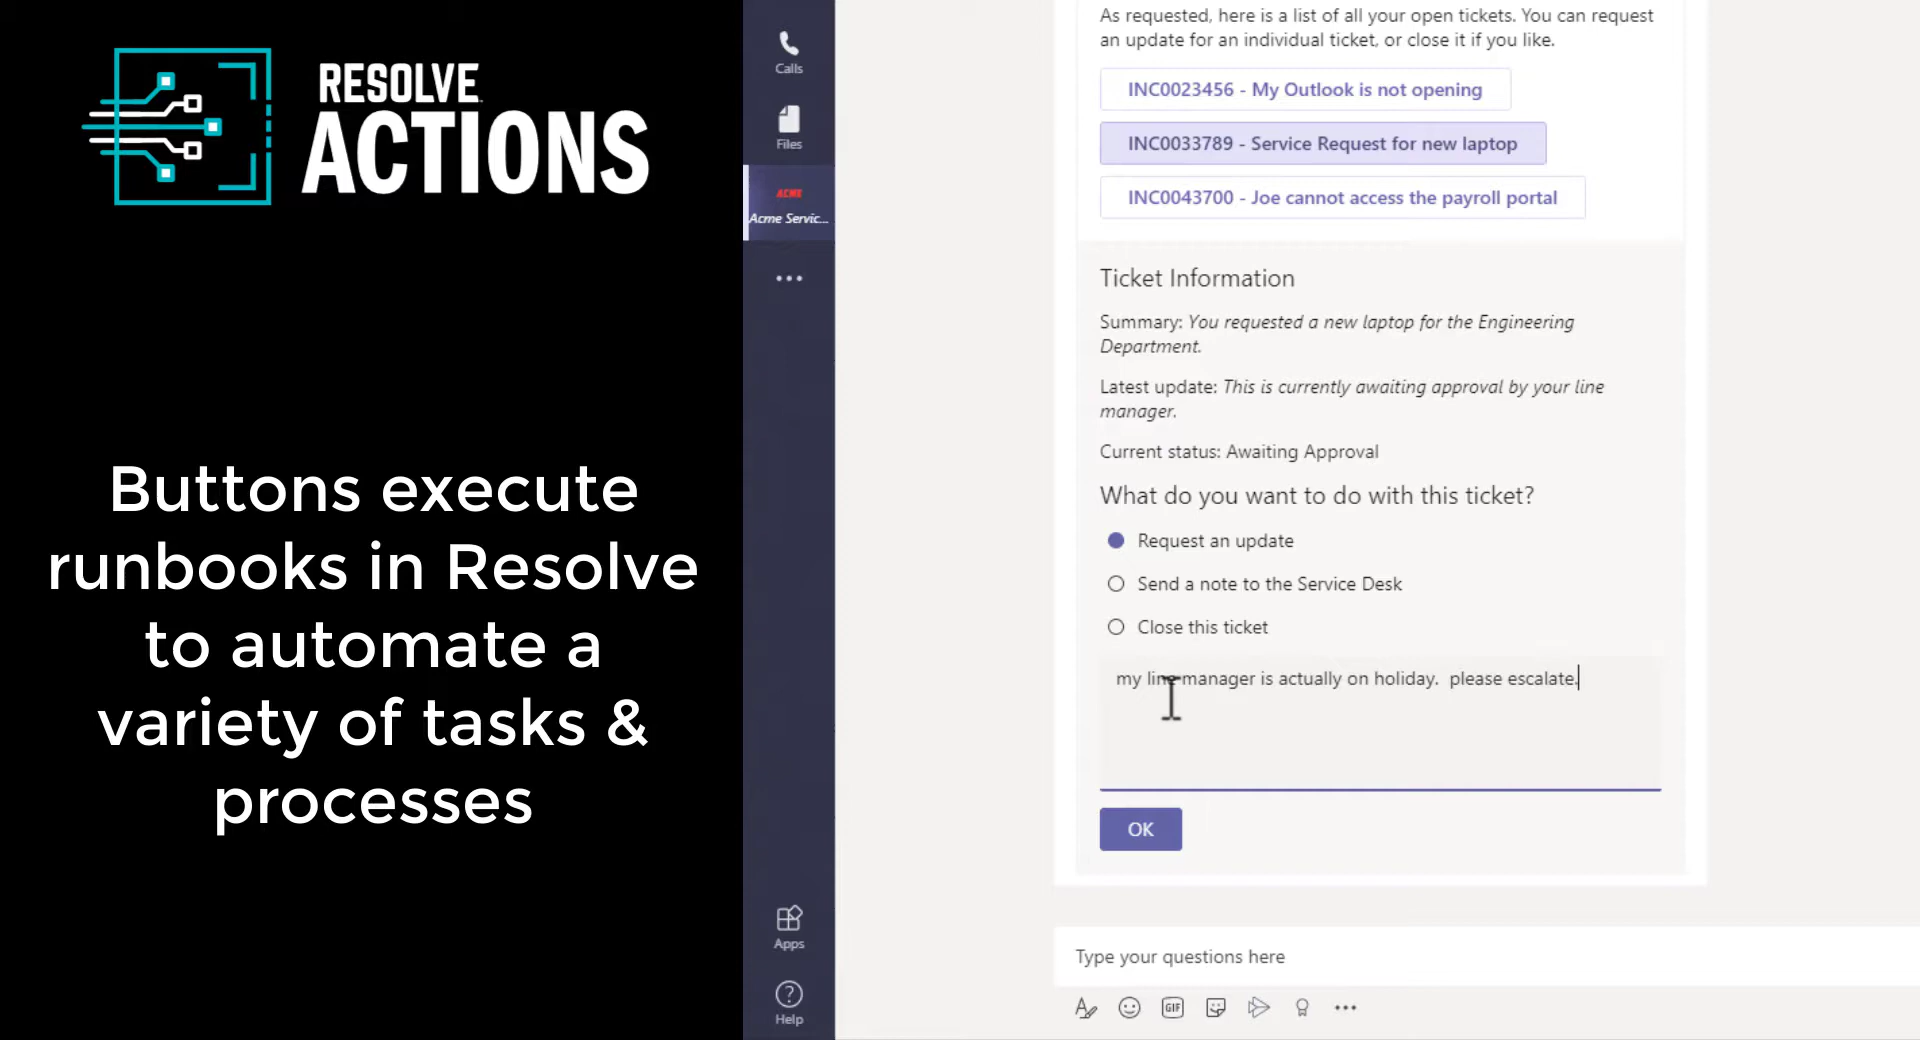 RESOLVE
ACTIONS
Buttons execute
runbooks in Resolve
to automate a
variety of tasks &
processes
Calls
Files
ACME
Acme Servic...
Apps
Help
As requested, here is a list of all your open tickets. You can request
an update for an individual ticket, or close it if you like.
INC0023456 - My Outlook is not opening
INC0033789 - Service Request for new laptop
INC0043700 - Joe cannot access the payroll portal
Ticket Information
Summary: You requested a new laptop for the Engineering
Department.
Latest update: This is currently awaiting approval by your line
manager.
Current status: Awaiting Approval
What do you want to do with this ticket?
Request an update
Send a note to the Service Desk
Close this ticket
my line manager is actually on holiday.  please escalate.
OK
Type your questions here
GIF